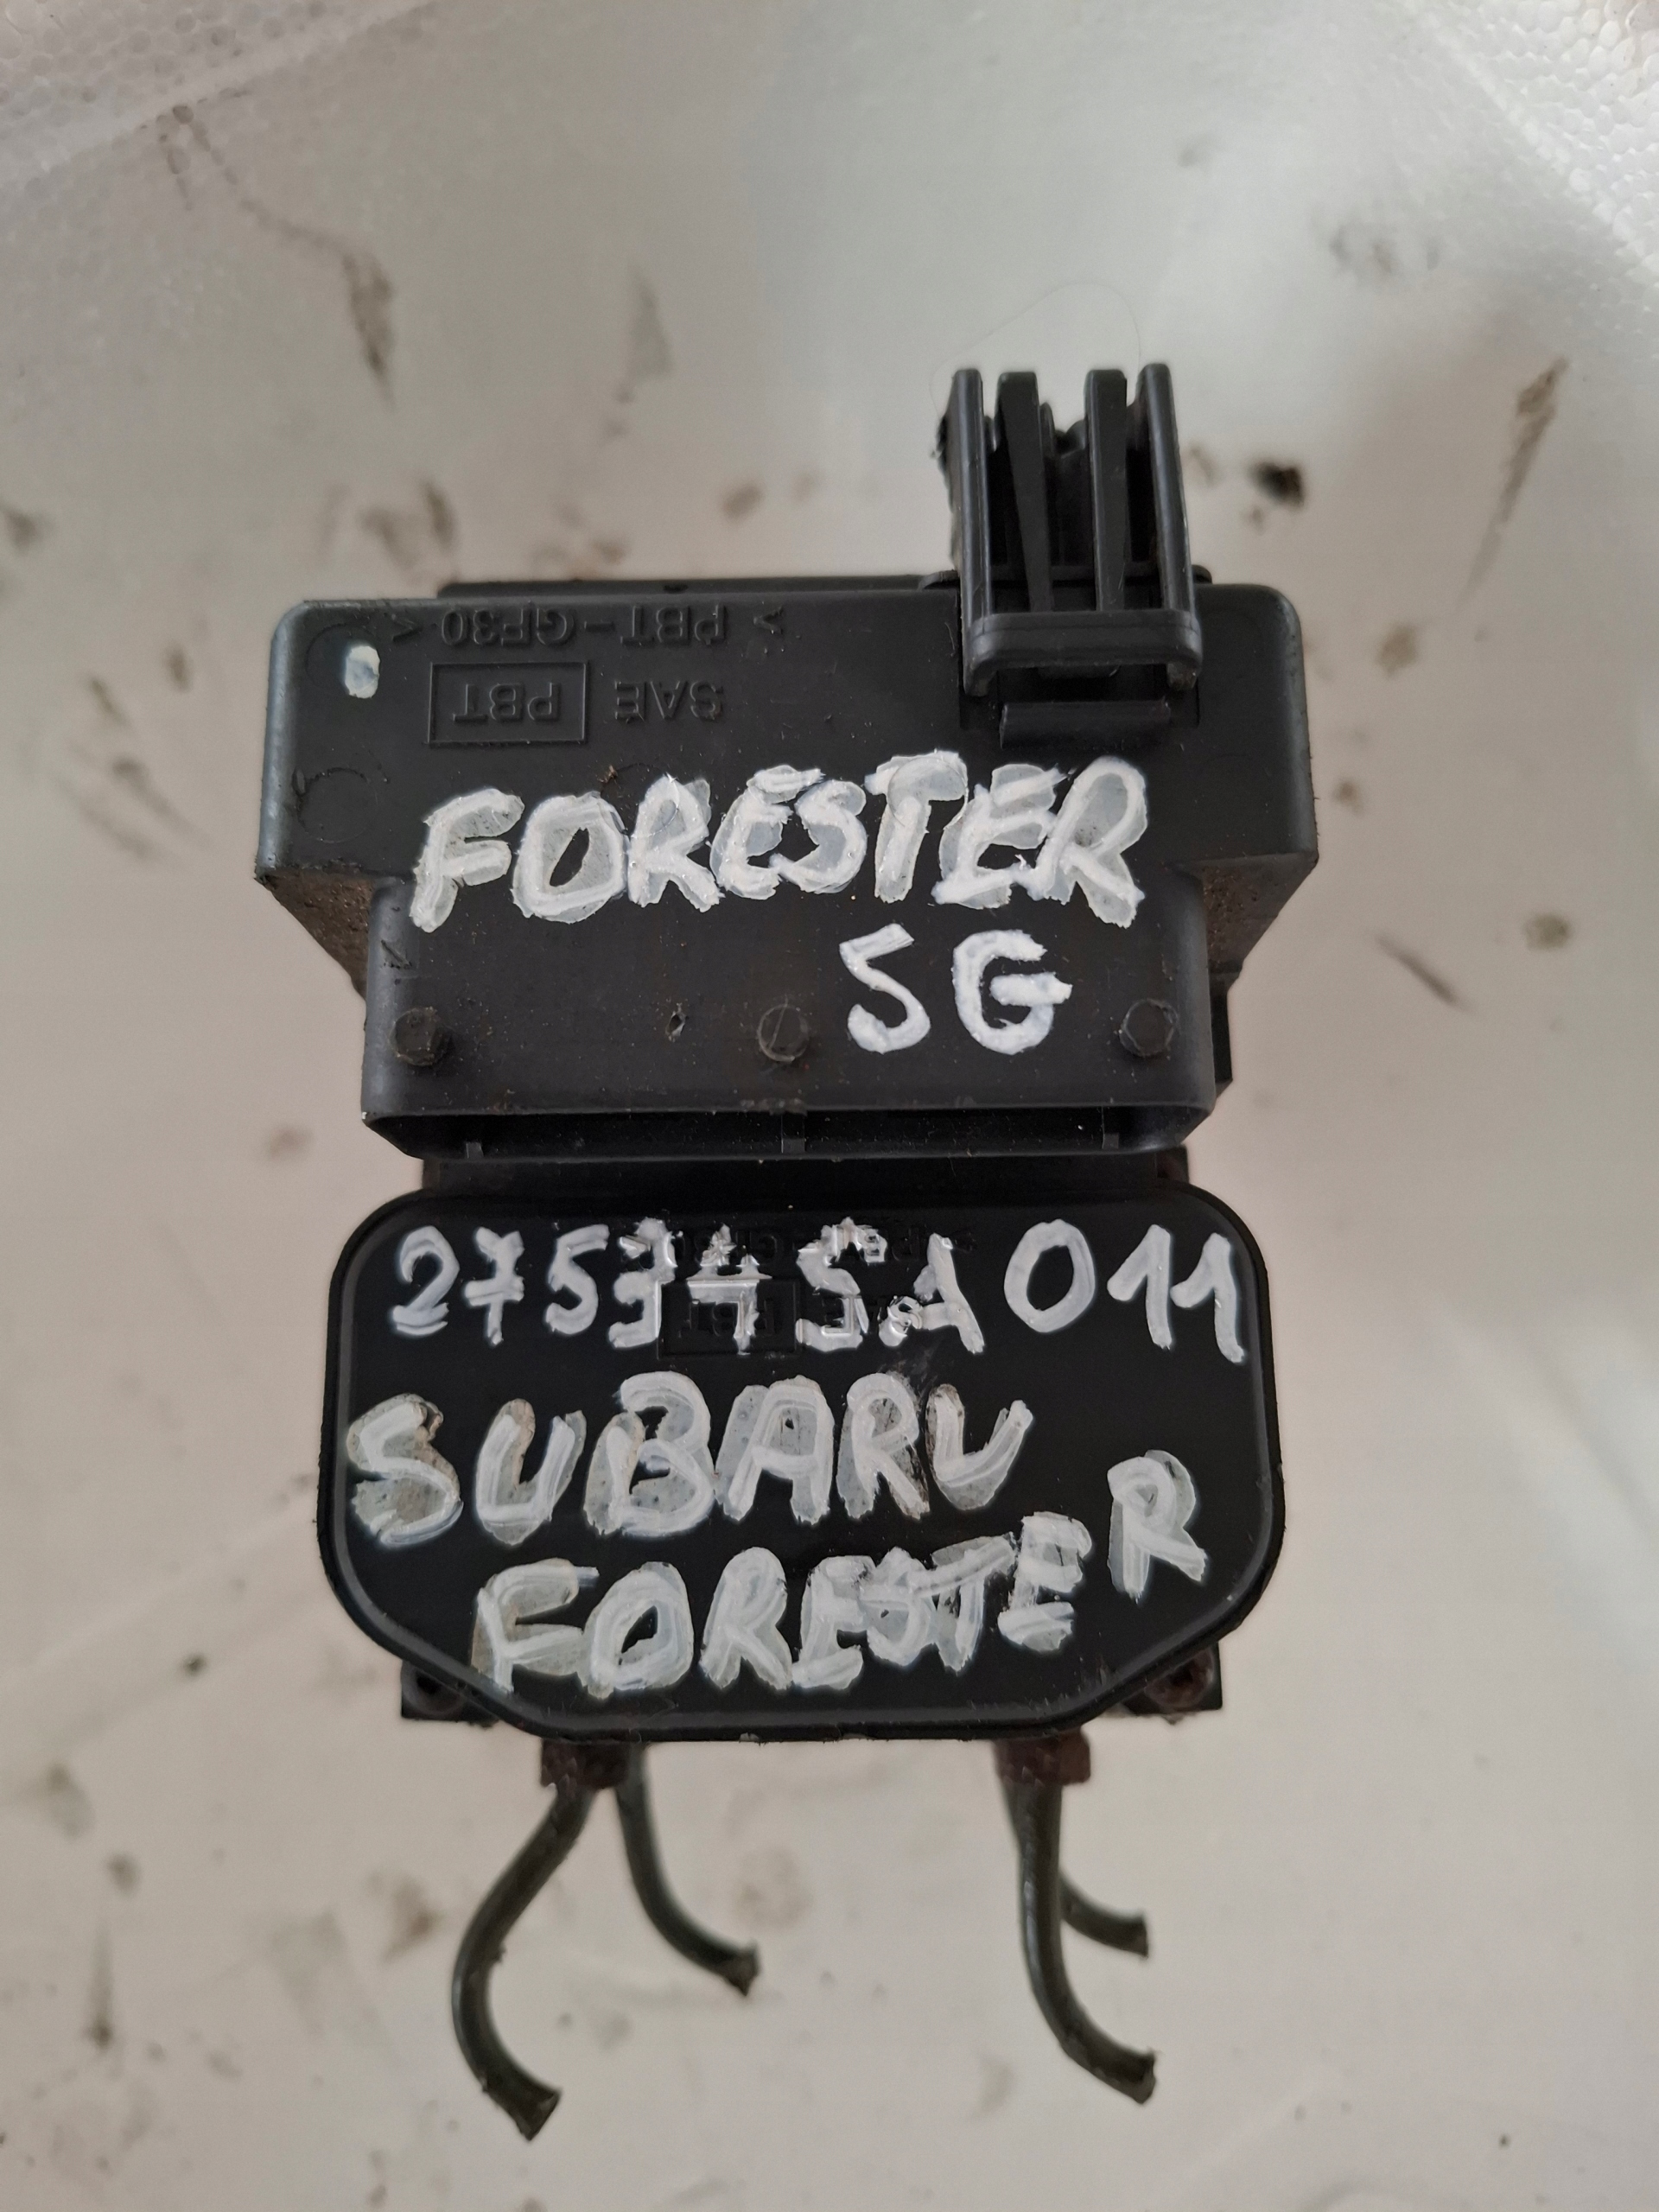 > PBT-GF30 <
SAE PBT
FORESTER
SG
27534SA011
SUBARU
FORESTER